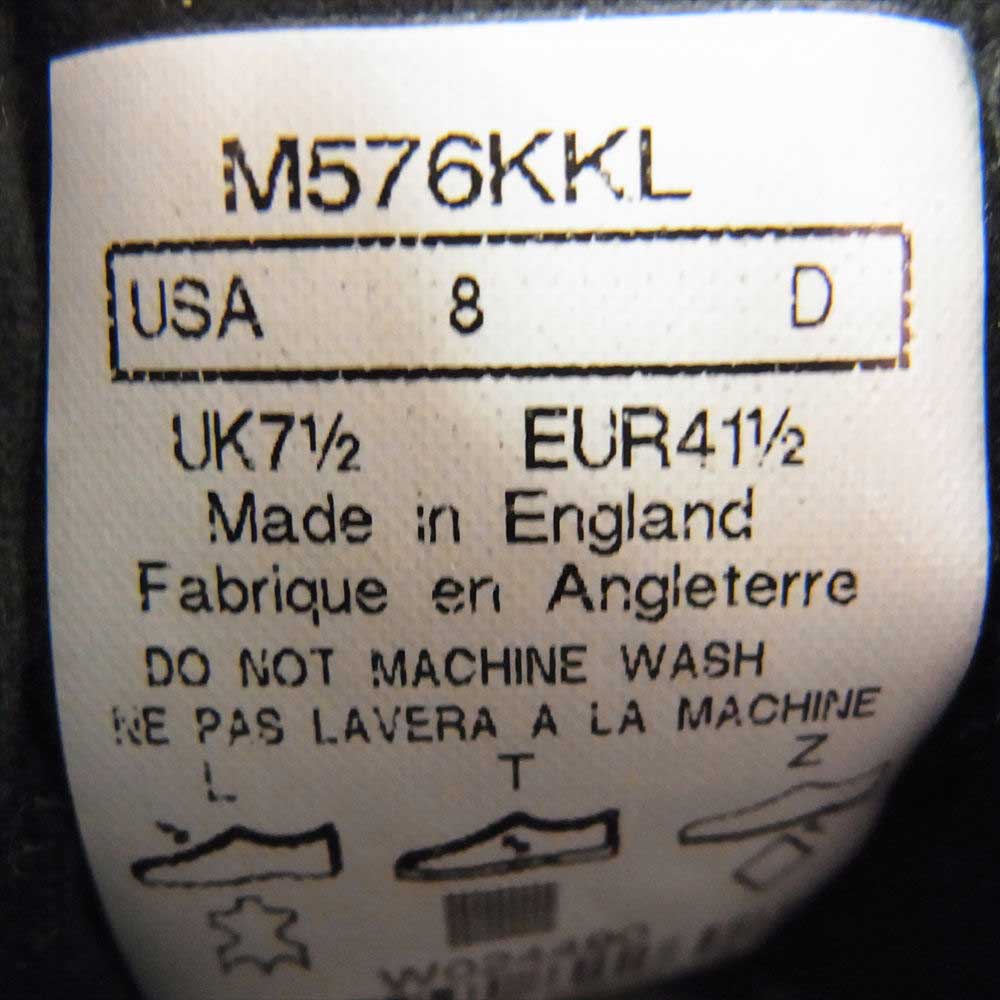 M576KKL
USA 8 D
UK7½ EUR41½
Made in England
Fabrique en Angleterre
DO NOT MACHINE WASH
NE PAS LAVERA A LA MACHINE
L T Z